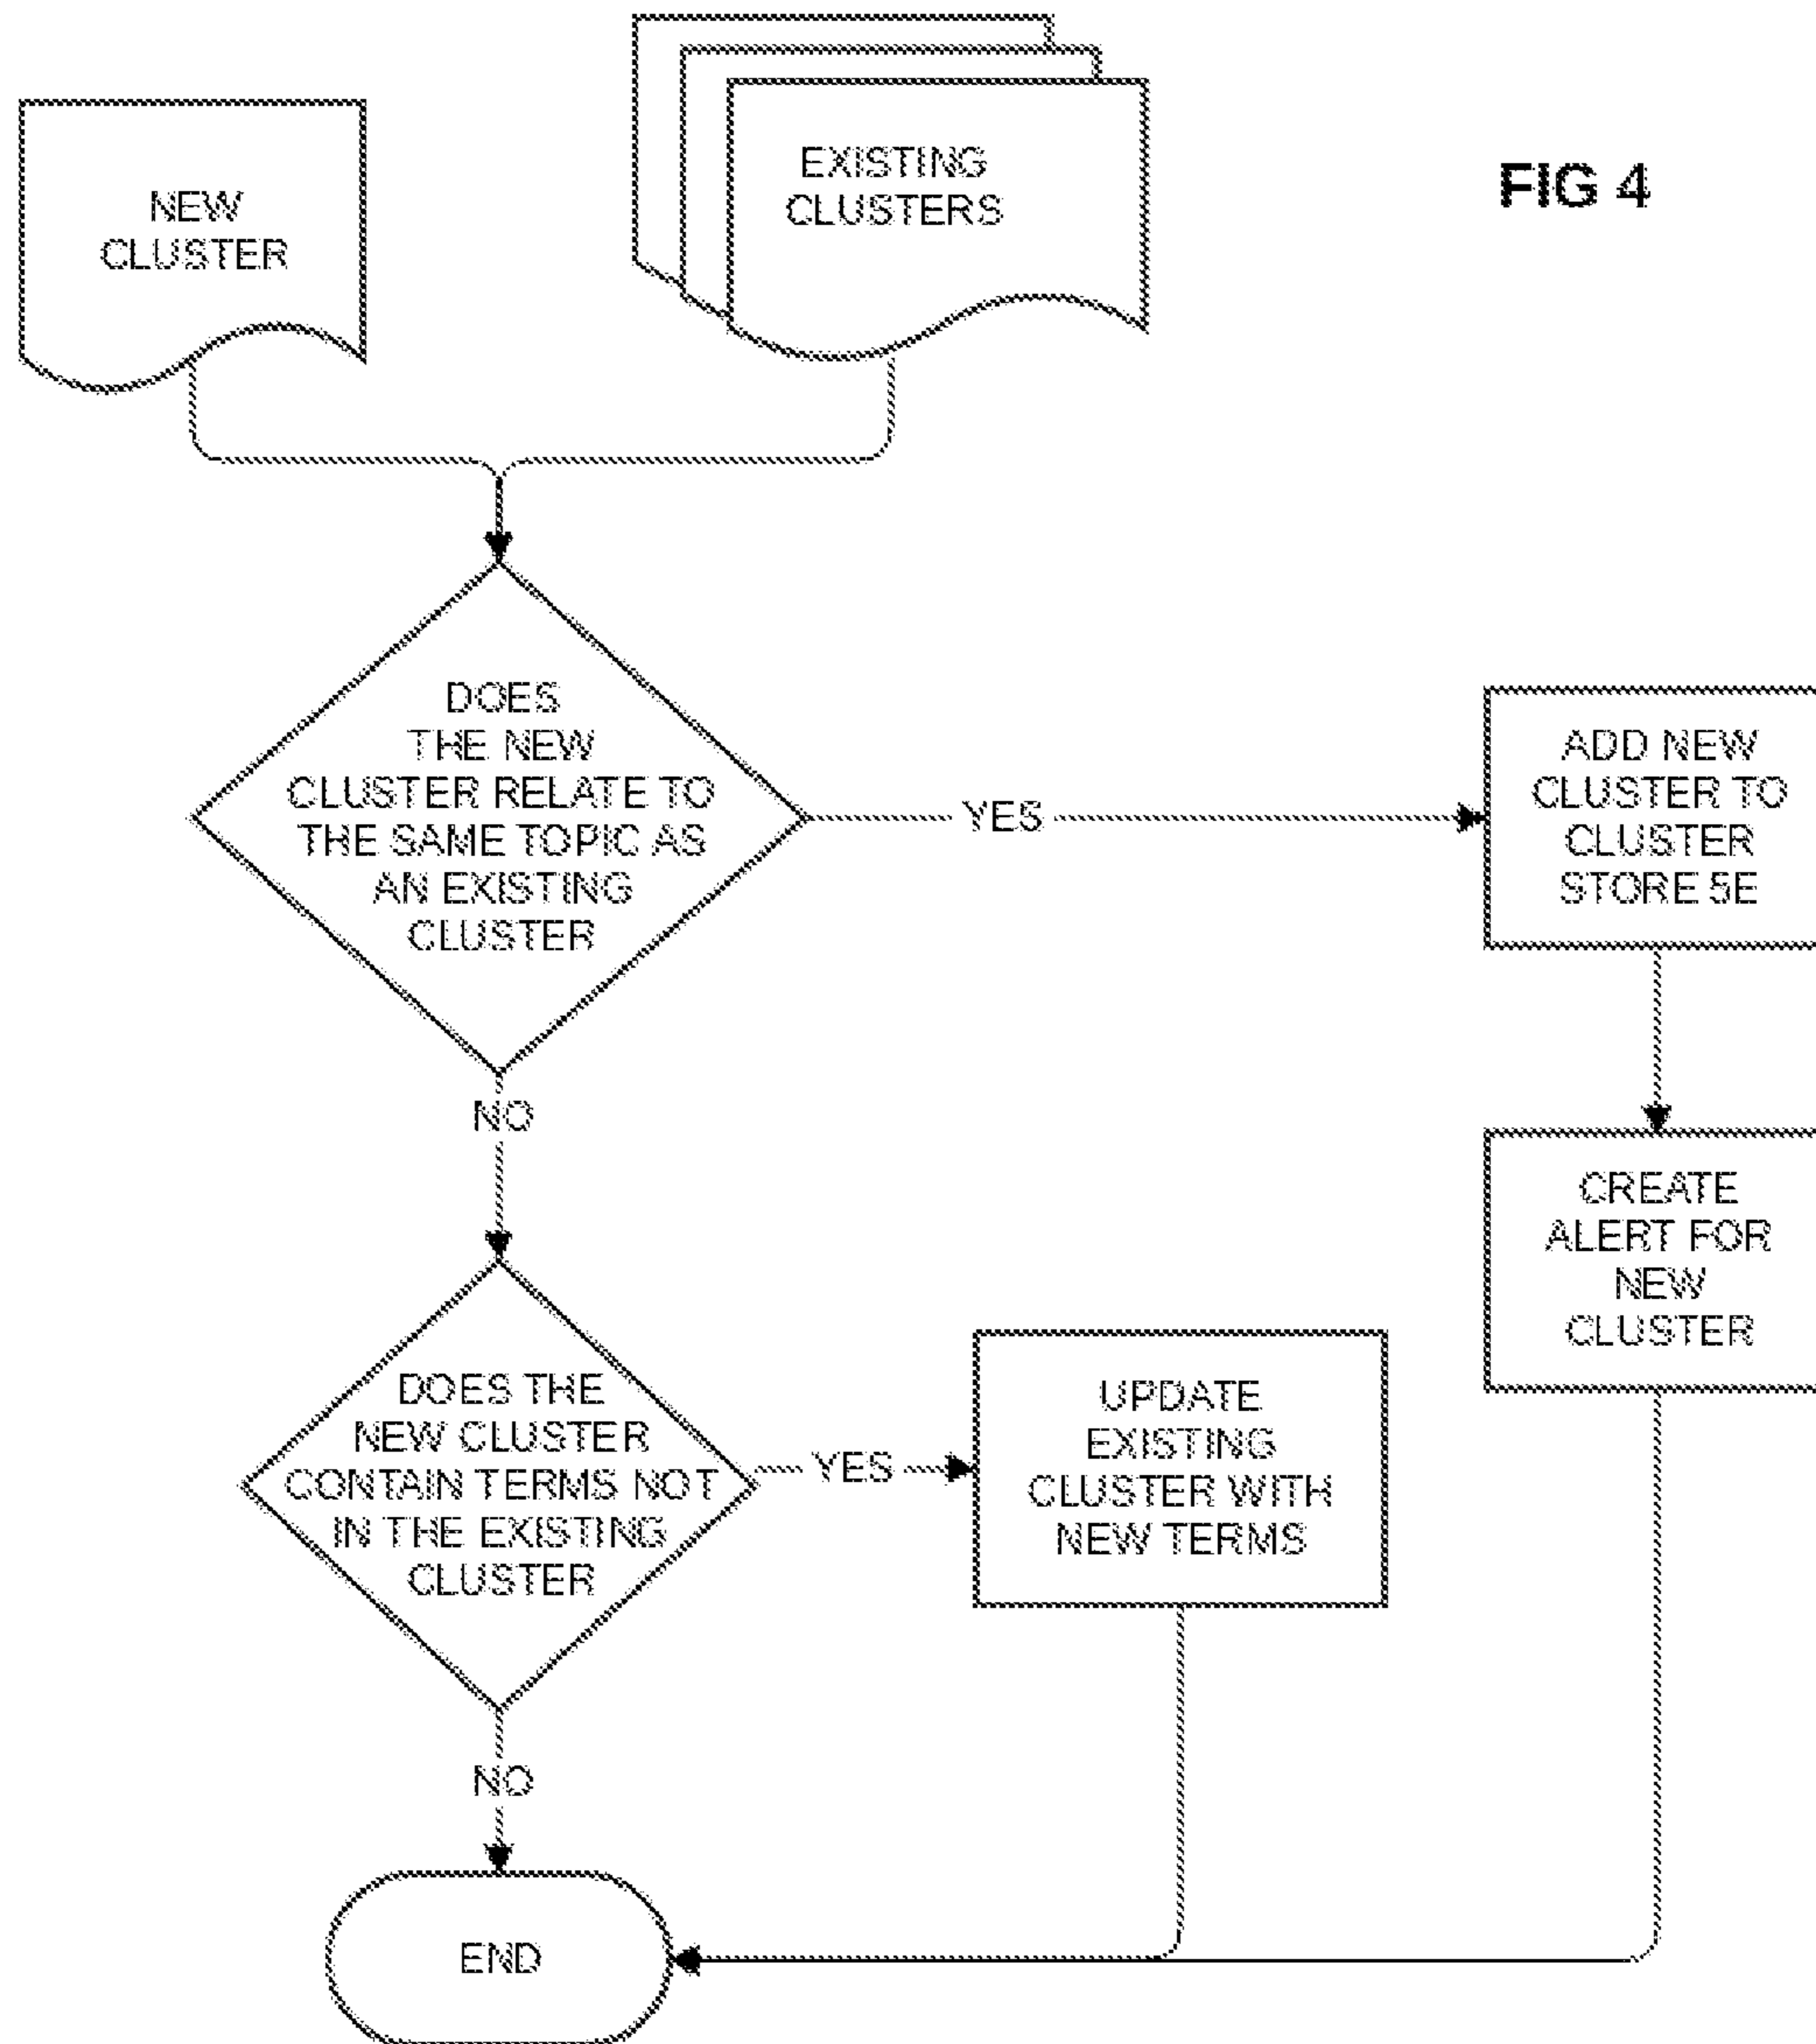 NEW
CLUSTER
EXISTING
CLUSTERS
FIG 4
DOES
THE NEW
CLUSTER RELATE TO
THE SAME TOPIC AS
AN EXISTING
CLUSTER
YES
ADD NEW
CLUSTER TO
CLUSTER
STORE 5E
NO
CREATE
ALERT FOR
NEW
CLUSTER
DOES THE
NEW CLUSTER
CONTAIN TERMS NOT
IN THE EXISTING
CLUSTER
YES
UPDATE
EXISTING
CLUSTER WITH
NEW TERMS
NO
END